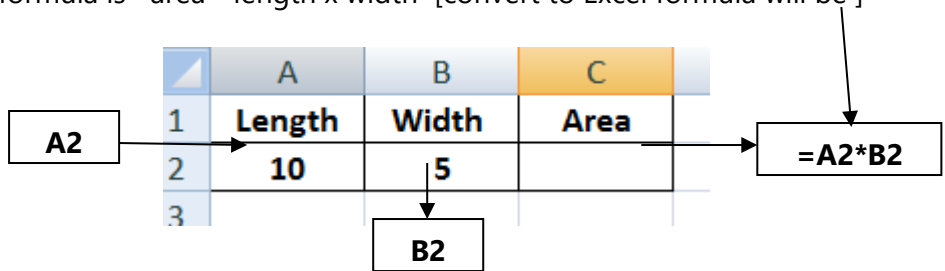 formula is area length x width [convert to Excel formula will be ]
A B C
1 Length Width Area
A2
=A2*B2
2 10 5
3
B2